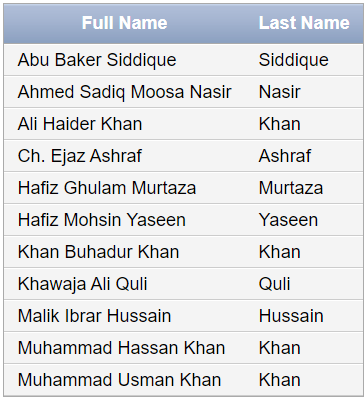 Full Name Last Name
Abu Baker Siddique Siddique
Ahmed Sadiq Moosa Nasir Nasir
Ali Haider Khan Khan
Ch. Ejaz Ashraf Ashraf
Hafiz Ghulam Murtaza Murtaza
Hafiz Mohsin Yaseen Yaseen
Khan Buhadur Khan Khan
Khawaja Ali Quli Quli
Malik Ibrar Hussain Hussain
Muhammad Hassan Khan Khan
Muhammad Usman Khan Khan